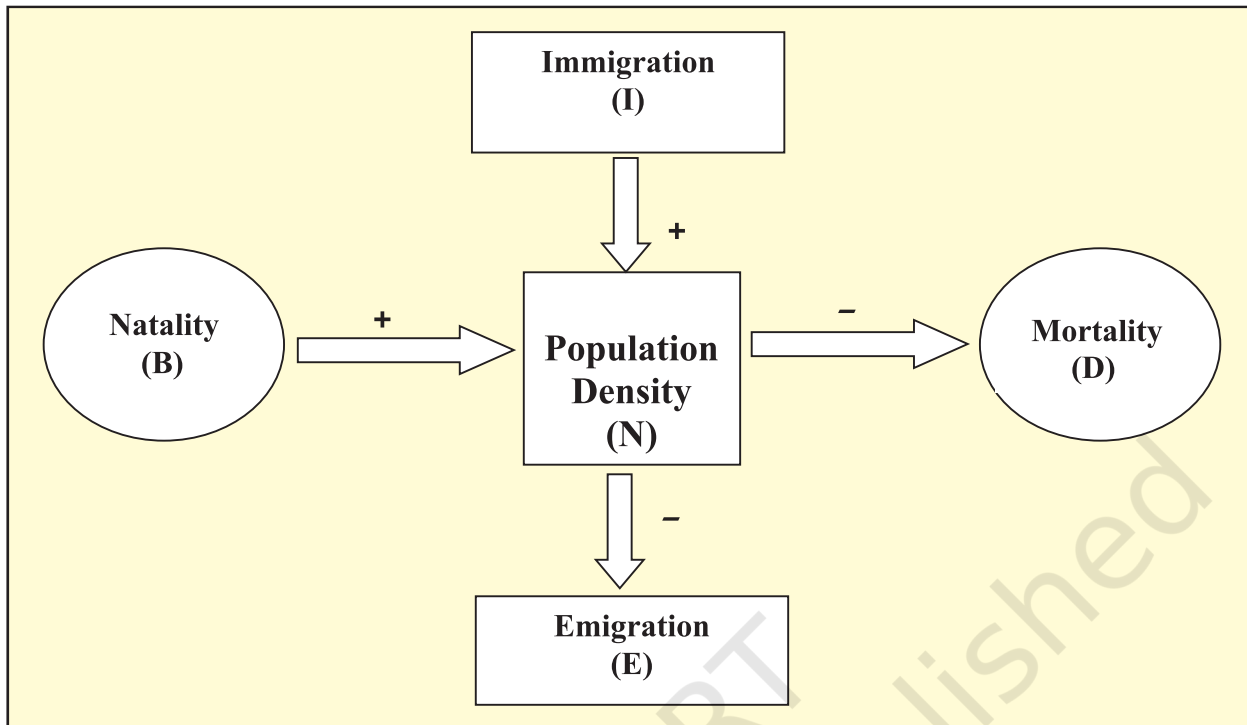 Immigration
(I)
+
Natality
(B)
+
Population
Density
(N)
–
Mortality
(D)
–
Emigration
(E)